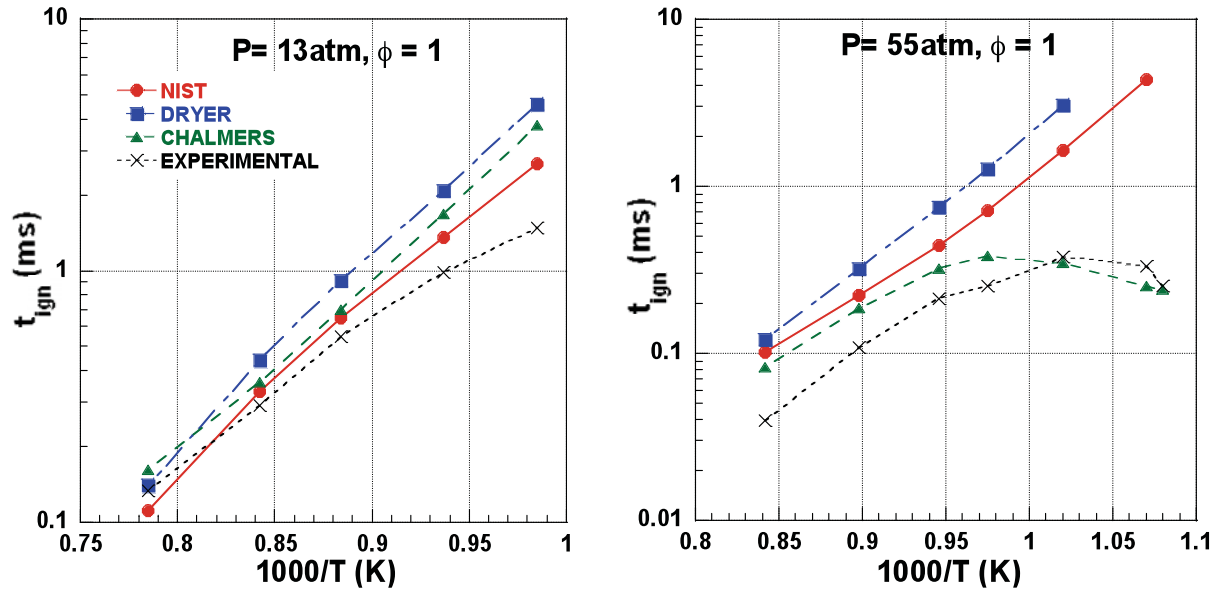 P= 13atm, ϕ = 1
NIST
DRYER
CHALMERS
EXPERIMENTAL
10
1
0.1
t_ign (ms)
0.75
0.8
0.85
0.9
0.95
1
1000/T (K)
P= 55atm, ϕ = 1
10
1
0.1
0.01
t_ign (ms)
0.8
0.85
0.9
0.95
1
1.05
1.1
1000/T (K)